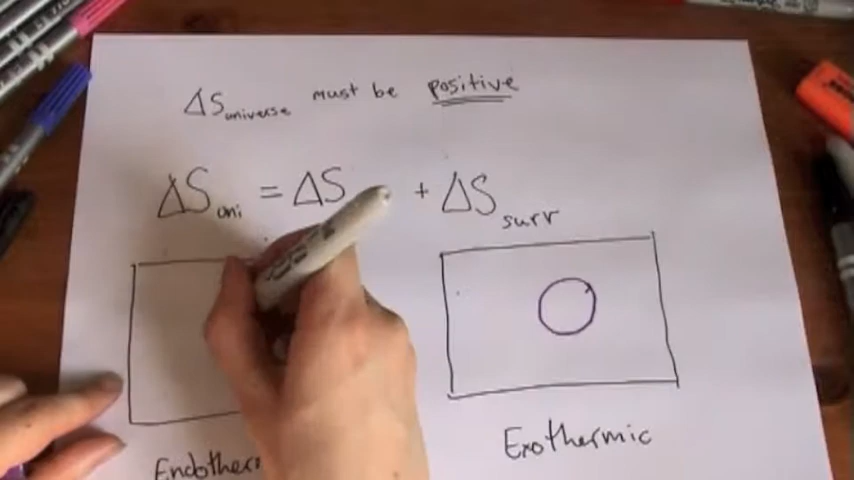 ΔSuniverse must be positive
ΔSuni = ΔS + ΔSsurr
Exothermic